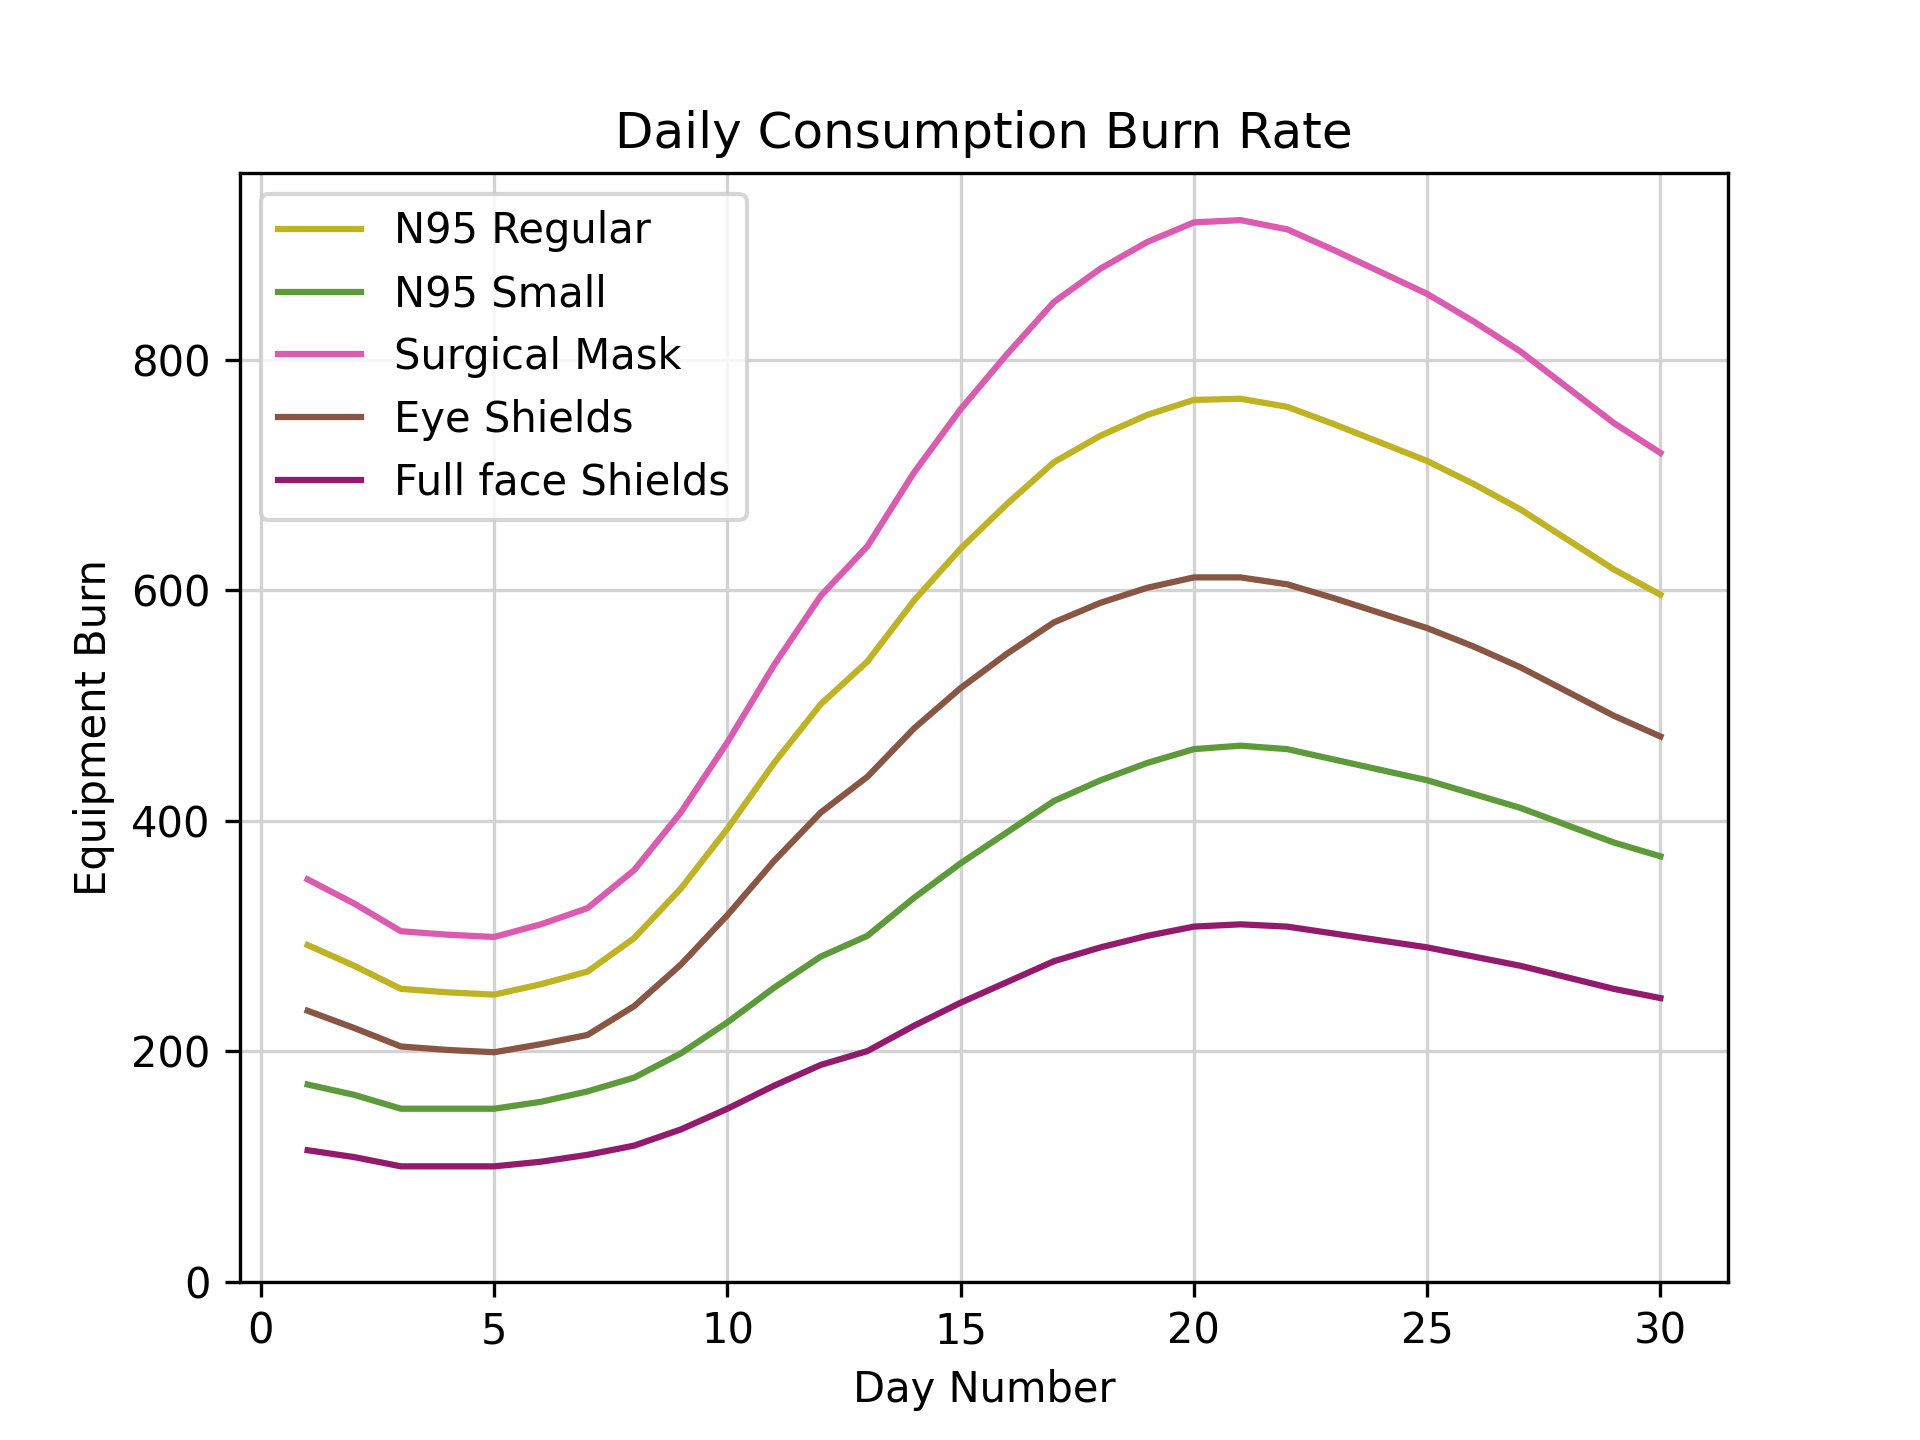 Daily Consumption Burn Rate
N95 Regular
N95 Small
Surgical Mask
Eye Shields
Full face Shields
Equipment Burn
800
600
400
200
0
0 5 10 15 20 25 30
Day Number